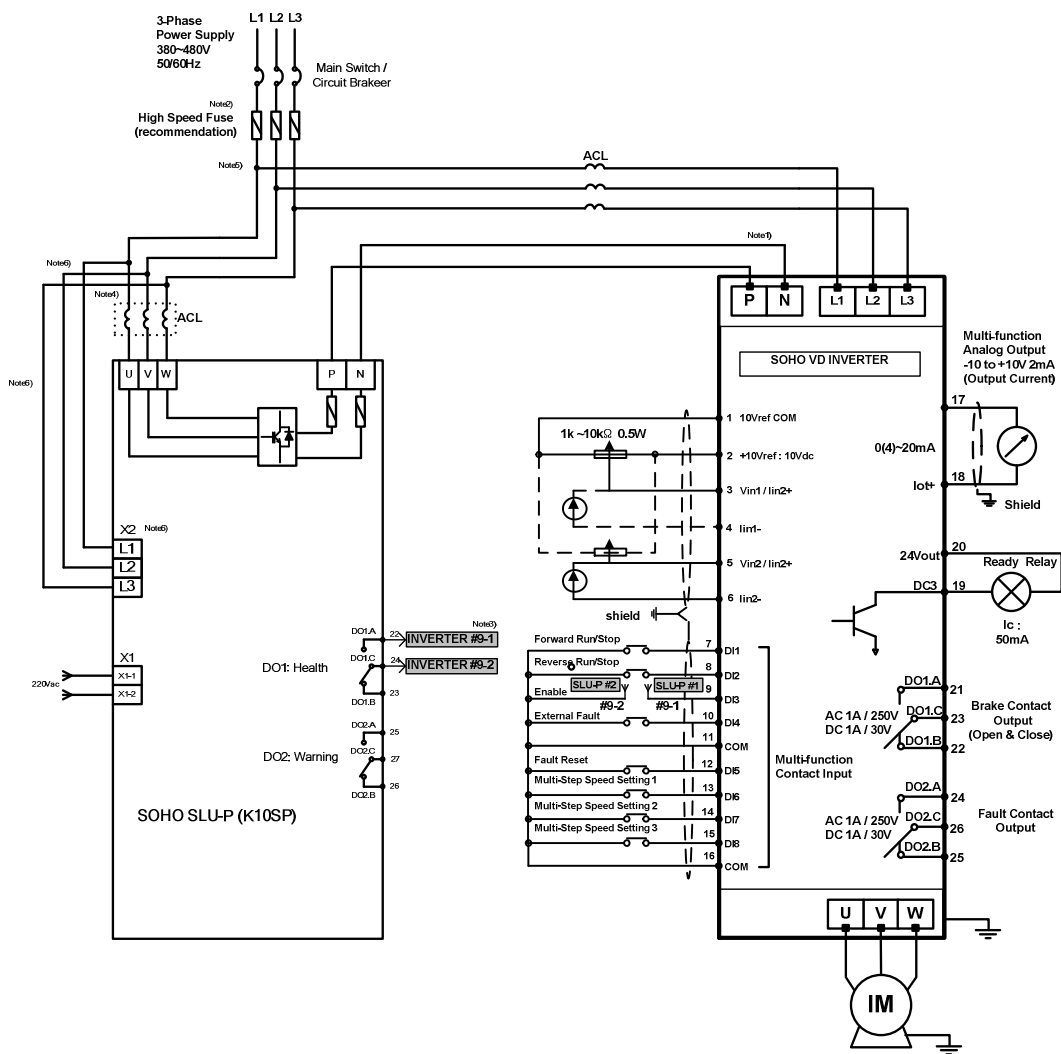 3-Phase
Power Supply
380~480V
50/60Hz
L1 L2 L3
Main Switch /
Circuit Brakeer
Note2)
High Speed Fuse
(recommendation)
Note5)
ACL
Note1)
Note6)
Note4)
ACL
Note6)
U V W
P N
P N
L1 L2 L3
SOHO VD INVERTER
Multi-function
Analog Output
-10 to +10V 2mA
(Output Current)
17
0(4)~20mA
18
Iot+
Shield
1 10Vref COM
1k ~10kΩ 0.5W
2 +10Vref : 10Vdc
3 Vin1 / Iin2+
4 Iin1-
5 Vin2 / Iin2+
6 Iin2-
shield
20
24Vout
Ready Relay
DC3
19
Ic :
50mA
X2 Note6)
L1
L2
L3
X1
X1-1
X1-2
220Vac
DO1: Health
DO1.A
22
INVERTER #9-1
Note3)
DO1.C
24
INVERTER #9-2
DO1.B
23
DO2: Warning
DO2.A
25
DO2.C
27
DO2.B
26
SOHO SLU-P (K10SP)
Forward Run/Stop
7 DI1
Reverse Run/Stop
8 DI2
SLU-P #2
SLU-P #1
Enable
9 DI3
#9-2
#9-1
External Fault
10 DI4
11 COM
Fault Reset
12 DI5
Multi-Step Speed Setting 1
13 DI6
Multi-Step Speed Setting 2
14 DI7
Multi-Step Speed Setting 3
15 DI8
16 COM
Multi-function
Contact Input
DO1.A
21
AC 1A / 250V
DC 1A / 30V
DO1.C
23
DO1.B
22
Brake Contact
Output
(Open & Close)
DO2.A
24
AC 1A / 250V
DC 1A / 30V
DO2.C
26
DO2.B
25
Fault Contact
Output
U V W
IM